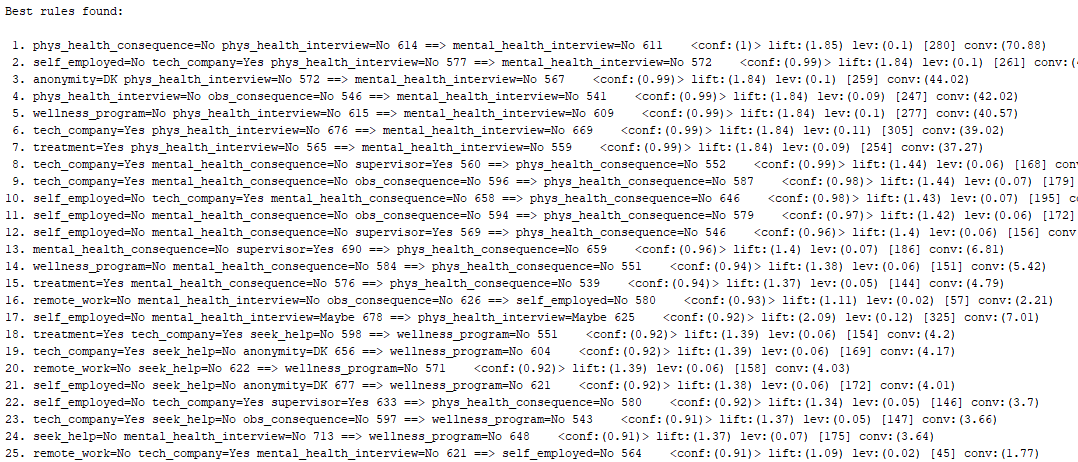 Best rules found:
1. phys_health_consequence=No phys_health_interview=No 614 ==> mental_health_interview=No 611 <conf:(1)> lift:(1.85) lev:(0.1) [280] conv:(70.88)
2. self_employed=No tech_company=Yes phys_health_interview=No 577 ==> mental_health_interview=No 572 <conf:(0.99)> lift:(1.84) lev:(0.1) [261] conv:(4
3. anonymity=DK phys_health_interview=No 572 ==> mental_health_interview=No 567 <conf:(0.99)> lift:(1.84) lev:(0.1) [259] conv:(44.02)
4. phys_health_interview=No obs_consequence=No 546 ==> mental_health_interview=No 541 <conf:(0.99)> lift:(1.84) lev:(0.09) [247] conv:(42.02)
5. wellness_program=No phys_health_interview=No 615 ==> mental_health_interview=No 609 <conf:(0.99)> lift:(1.84) lev:(0.1) [277] conv:(40.57)
6. tech_company=Yes phys_health_interview=No 676 ==> mental_health_interview=No 669 <conf:(0.99)> lift:(1.84) lev:(0.11) [305] conv:(39.02)
7. treatment=Yes phys_health_interview=No 565 ==> mental_health_interview=No 559 <conf:(0.99)> lift:(1.84) lev:(0.09) [254] conv:(37.27)
8. tech_company=Yes mental_health_consequence=No supervisor=Yes 560 ==> phys_health_consequence=No 552 <conf:(0.99)> lift:(1.44) lev:(0.06) [168] conv:
9. tech_company=Yes mental_health_consequence=No obs_consequence=No 596 ==> phys_health_consequence=No 587 <conf:(0.98)> lift:(1.44) lev:(0.07) [179]
10. self_employed=No tech_company=Yes mental_health_consequence=No 658 ==> phys_health_consequence=No 646 <conf:(0.98)> lift:(1.43) lev:(0.07) [195] co
11. self_employed=No mental_health_consequence=No obs_consequence=No 594 ==> phys_health_consequence=No 579 <conf:(0.97)> lift:(1.42) lev:(0.06) [172]
12. self_employed=No mental_health_consequence=No supervisor=Yes 569 ==> phys_health_consequence=No 546 <conf:(0.96)> lift:(1.4) lev:(0.06) [156] conv
13. mental_health_consequence=No supervisor=Yes 690 ==> phys_health_consequence=No 659 <conf:(0.96)> lift:(1.4) lev:(0.07) [186] conv:(6.81)
14. wellness_program=No mental_health_consequence=No 584 ==> phys_health_consequence=No 551 <conf:(0.94)> lift:(1.38) lev:(0.06) [151] conv:(5.42)
15. treatment=Yes mental_health_consequence=No 576 ==> phys_health_consequence=No 539 <conf:(0.94)> lift:(1.37) lev:(0.05) [144] conv:(4.79)
16. remote_work=No mental_health_interview=No obs_consequence=No 626 ==> self_employed=No 580 <conf:(0.93)> lift:(1.11) lev:(0.02) [57] conv:(2.21)
17. self_employed=No mental_health_interview=Maybe 678 ==> phys_health_interview=Maybe 625 <conf:(0.92)> lift:(2.09) lev:(0.12) [325] conv:(7.01)
18. treatment=Yes tech_company=Yes seek_help=No 598 ==> wellness_program=No 551 <conf:(0.92)> lift:(1.39) lev:(0.06) [154] conv:(4.2)
19. tech_company=Yes seek_help=No anonymity=DK 656 ==> wellness_program=No 604 <conf:(0.92)> lift:(1.39) lev:(0.06) [169] conv:(4.17)
20. remote_work=No seek_help=No 622 ==> wellness_program=No 571 <conf:(0.92)> lift:(1.39) lev:(0.06) [158] conv:(4.03)
21. self_employed=No seek_help=No anonymity=DK 677 ==> wellness_program=No 621 <conf:(0.92)> lift:(1.38) lev:(0.06) [172] conv:(4.01)
22. self_employed=No tech_company=Yes supervisor=Yes 633 ==> phys_health_consequence=No 580 <conf:(0.92)> lift:(1.34) lev:(0.05) [146] conv:(3.7)
23. tech_company=Yes seek_help=No obs_consequence=No 597 ==> wellness_program=No 543 <conf:(0.91)> lift:(1.37) lev:(0.05) [147] conv:(3.66)
24. seek_help=No mental_health_interview=No 713 ==> wellness_program=No 648 <conf:(0.91)> lift:(1.37) lev:(0.07) [175] conv:(3.64)
25. remote_work=No tech_company=Yes mental_health_interview=No 621 ==> self_employed=No 564 <conf:(0.91)> lift:(1.09) lev:(0.02) [45] conv:(1.77)